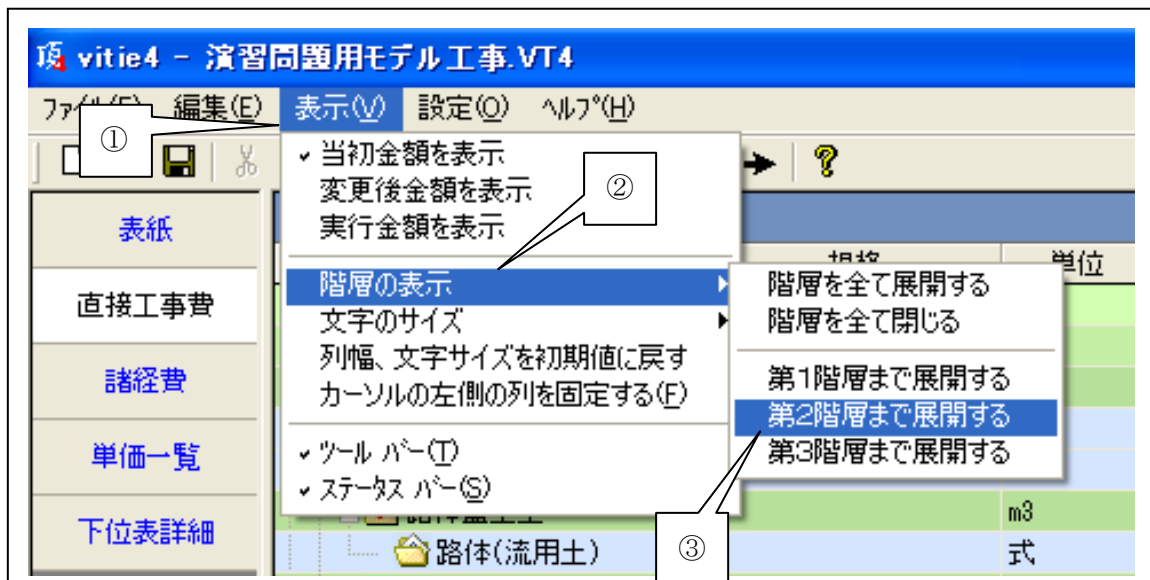 頂 vitie4 - 演習問題用モデル工事.VT4
編集(E) 表示(V) 設定(O) ヘルプ(H)
①
当初金額を表示
変更後金額を表示
②
実行金額を表示
表紙
規格 単位
階層の表示
階層を全て展開する
直接工事費
文字のサイズ
階層を全て閉じる
列幅、文字サイズを初期値に戻す
諸経費
第1階層まで展開する
カーソルの左側の列を固定する(F)
第2階層まで展開する
単価一覧
ツール バー(T)
第3階層まで展開する
ステータス バー(S)
m3
下位表詳細
路体(流用土)
③
式